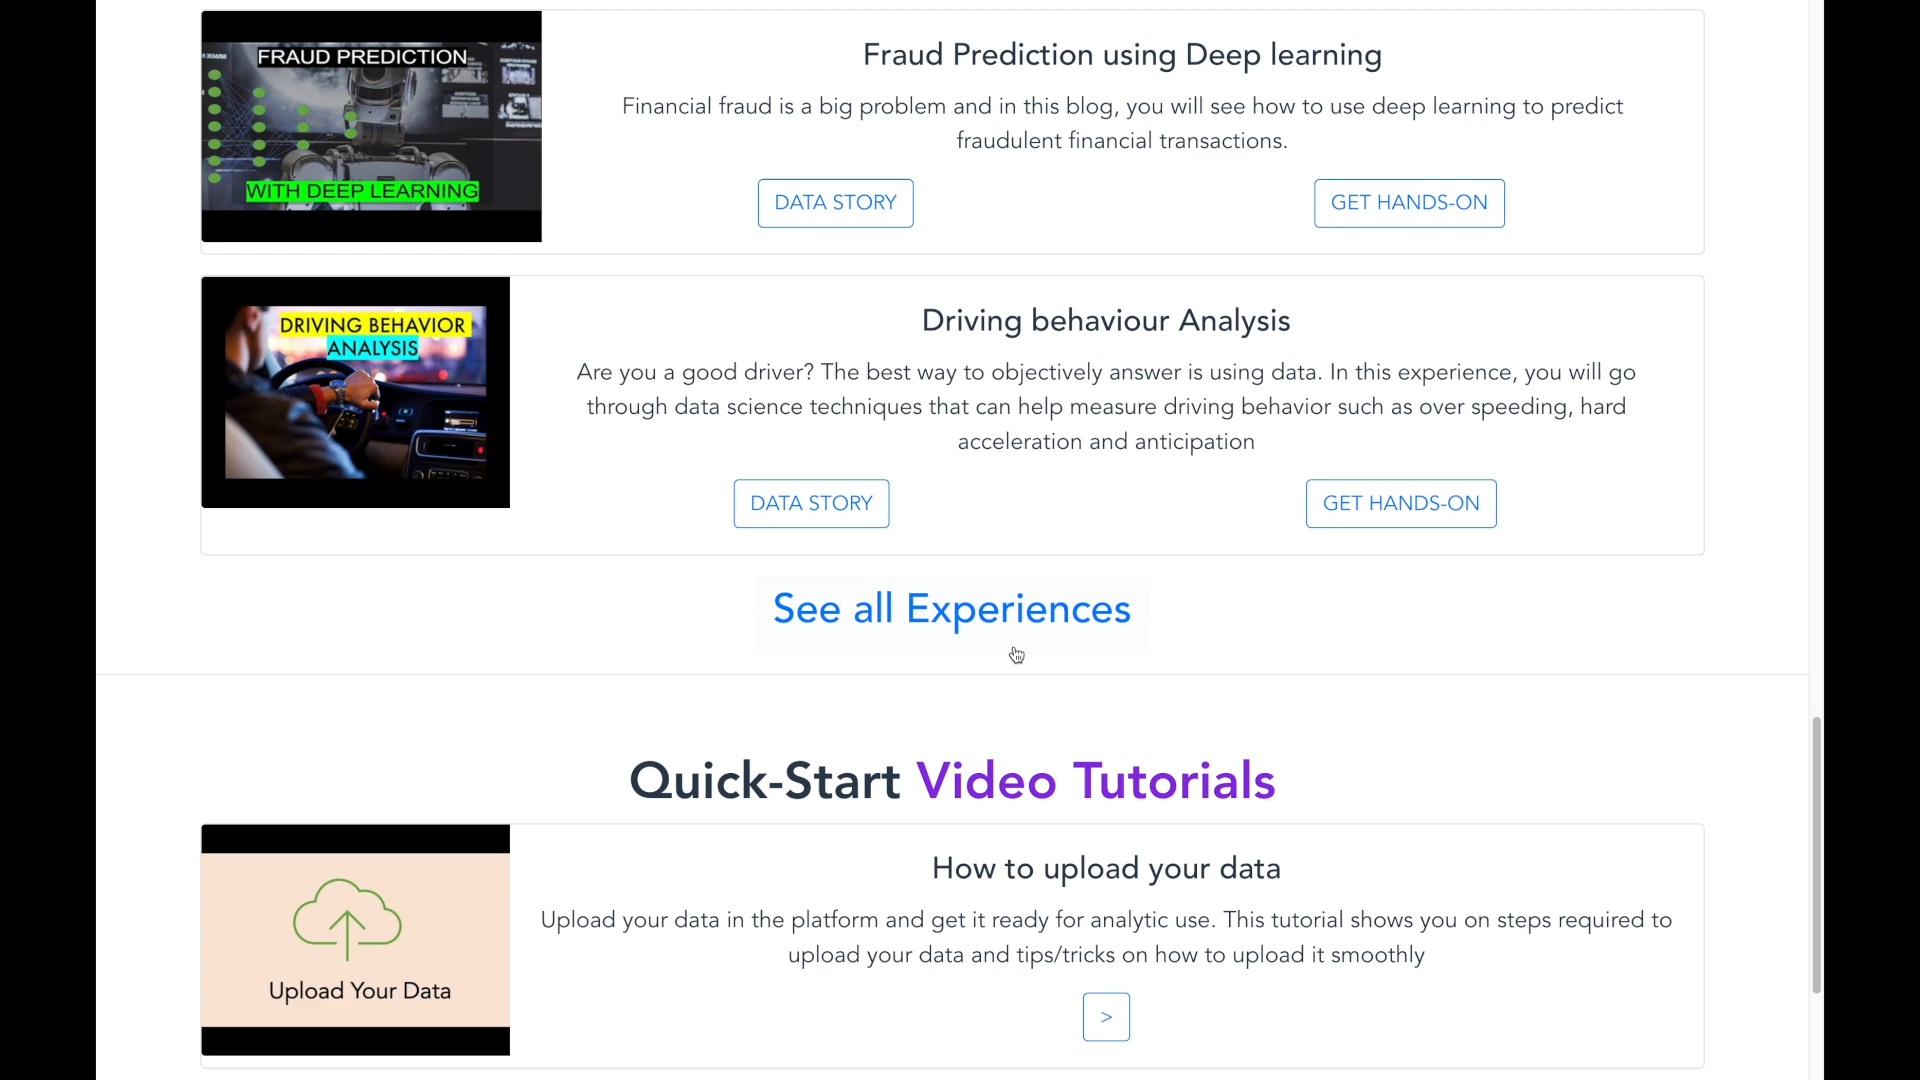 FRAUD PREDICTION
WITH DEEP LEARNING
Fraud Prediction using Deep learning
Financial fraud is a big problem and in this blog, you will see how to use deep learning to predict
fraudulent financial transactions.
DATA STORY
GET HANDS-ON
DRIVING BEHAVIOR
ANALYSIS
Driving behaviour Analysis
Are you a good driver? The best way to objectively answer is using data. In this experience, you will go
through data science techniques that can help measure driving behavior such as over speeding, hard
acceleration and anticipation
DATA STORY
GET HANDS-ON
See all Experiences
Quick-Start Video Tutorials
Upload Your Data
How to upload your data
Upload your data in the platform and get it ready for analytic use. This tutorial shows you on steps required to
upload your data and tips/tricks on how to upload it smoothly
>